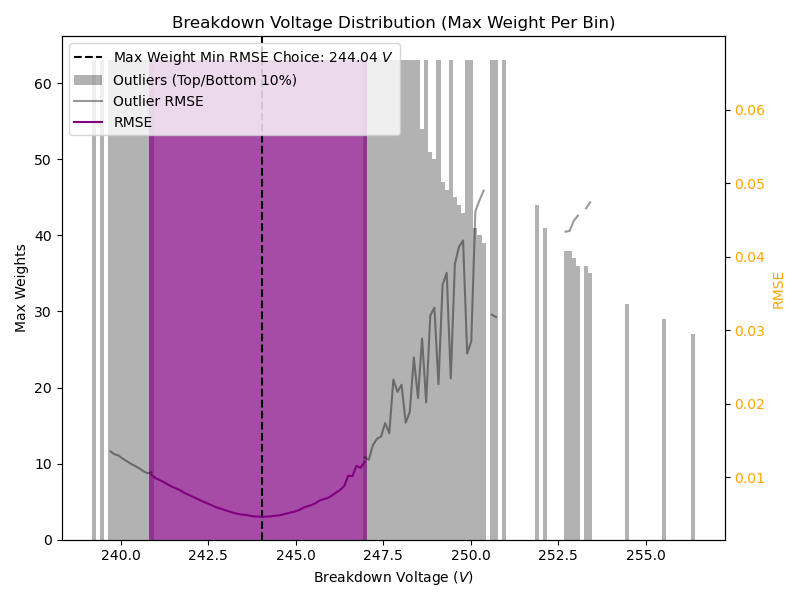 Breakdown Voltage Distribution (Max Weight Per Bin)
Max Weight Min RMSE Choice: 244.04 V
Outliers (Top/Bottom 10%)
Outlier RMSE
RMSE
Max Weights
60
50
40
30
20
10
0
0.06
0.05
0.04
0.03
0.02
0.01
RMSE
240.0 242.5 245.0 247.5 250.0 252.5 255.0
Breakdown Voltage (V)